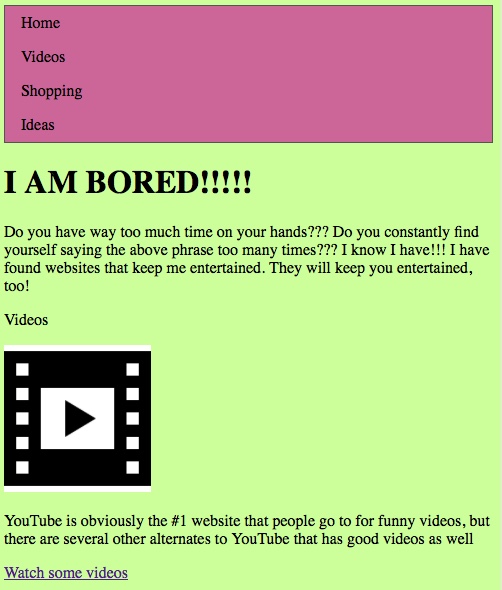 Home
Videos
Shopping
Ideas
I AM BORED!!!!!
Do you have way too much time on your hands??? Do you constantly find
yourself saying the above phrase too many times??? I know I have!!! I have
found websites that keep me entertained. They will keep you entertained,
too!
Videos
YouTube is obviously the #1 website that people go to for funny videos, but
there are several other alternates to YouTube that has good videos as well
Watch some videos